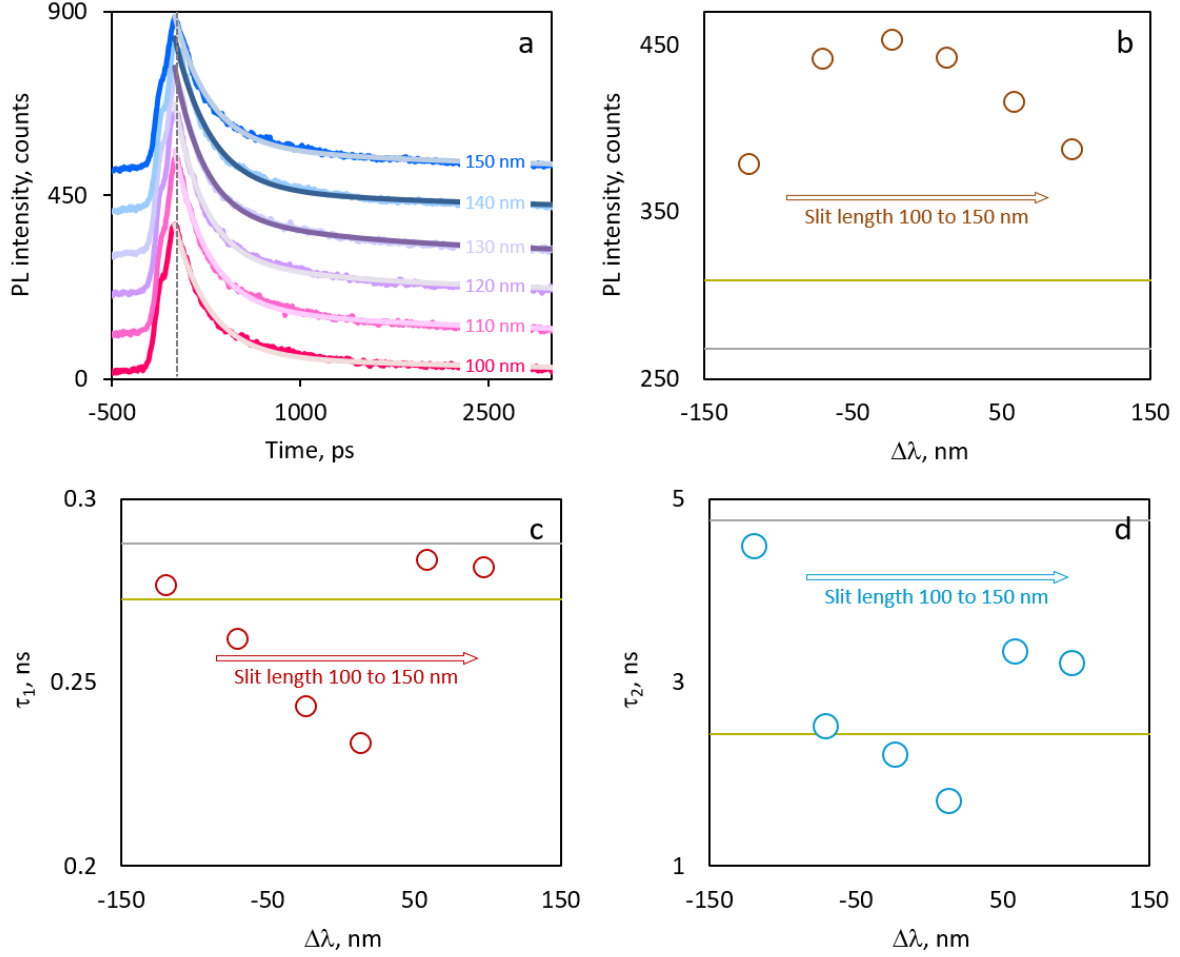 900
450
0
-500
1000
2500
PL intensity, counts
Time, ps
a
150 nm
140 nm
130 nm
120 nm
110 nm
100 nm
450
350
250
-150
-50
50
150
PL intensity, counts
Δλ, nm
b
Slit length 100 to 150 nm
0.3
0.25
0.2
-150
-50
50
150
τ1, ns
Δλ, nm
c
Slit length 100 to 150 nm
5
3
1
-150
-50
50
150
τ2, ns
Δλ, nm
d
Slit length 100 to 150 nm